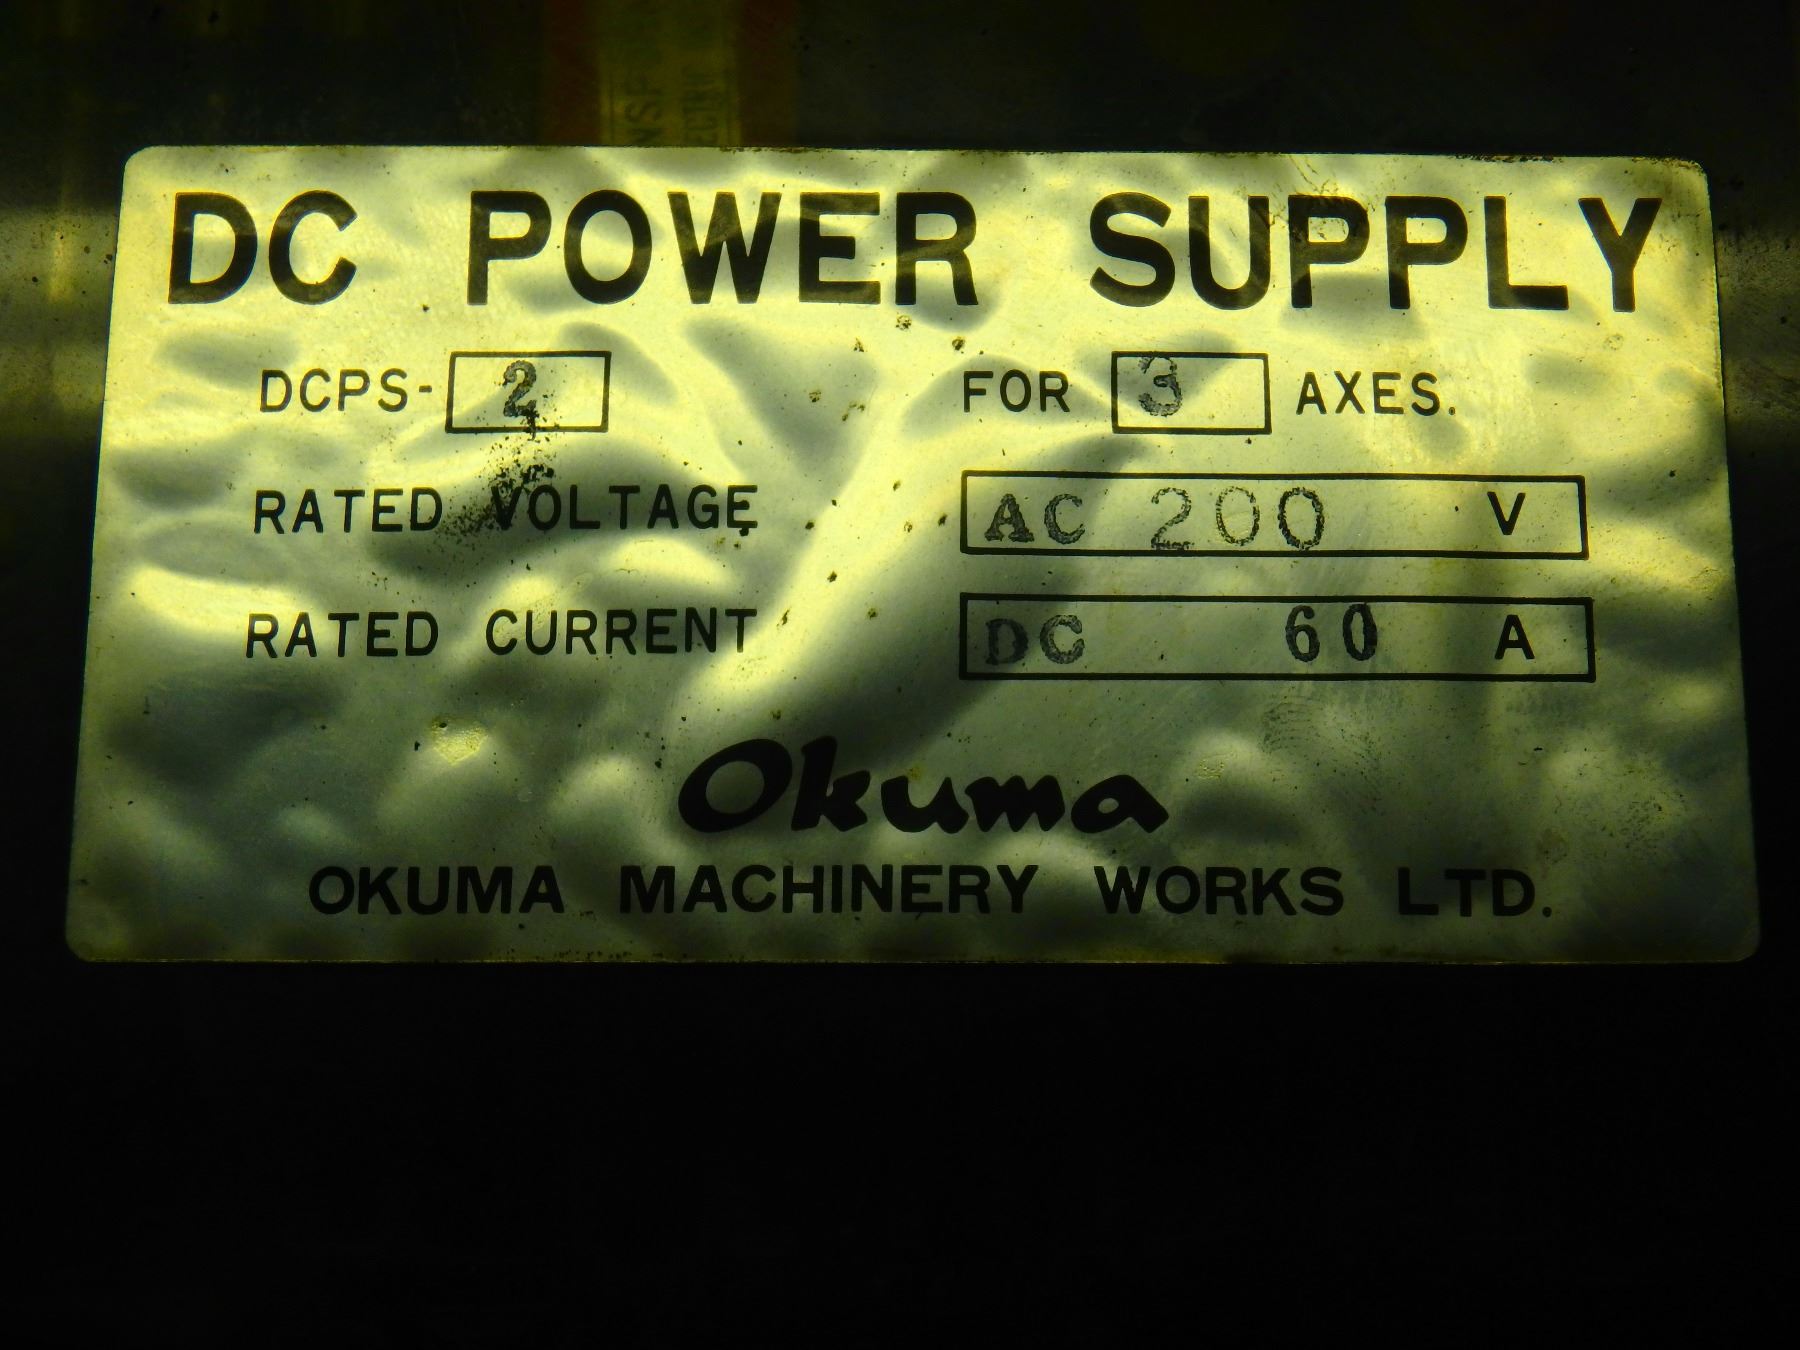 DC POWER SUPPLY
DCPS- 2 FOR 3 AXES.
RATED VOLTAGE AC 200 V
RATED CURRENT DC 60 A
Okuma
OKUMA MACHINERY WORKS LTD.